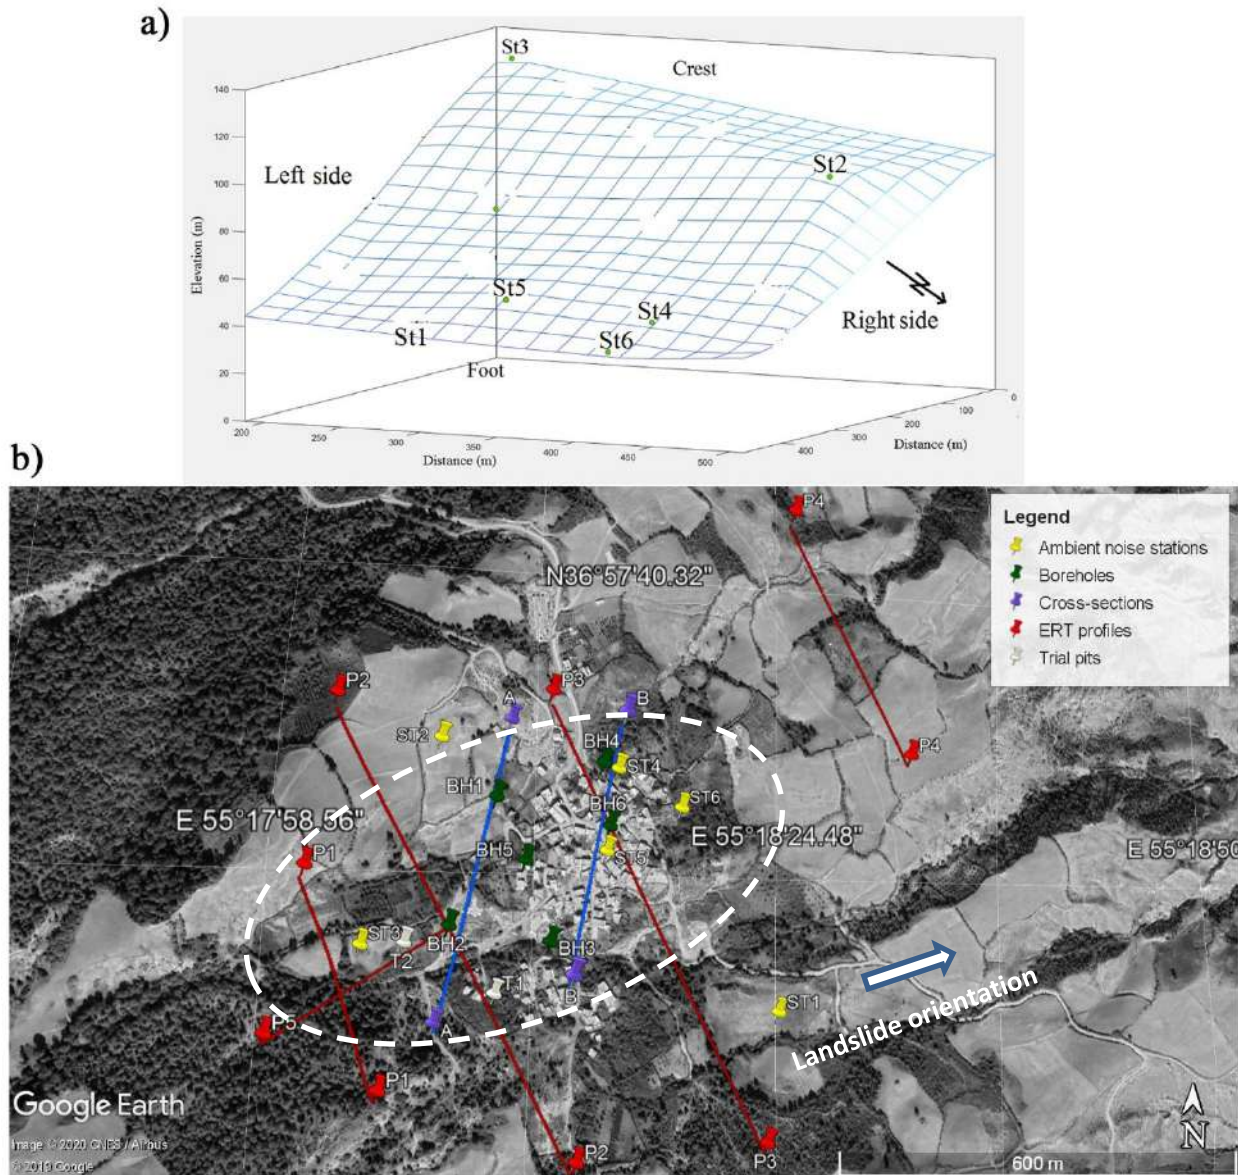 a)
St3
Crest
140
120
100
80
60
40
20
0
Elevation (m)
Left side
St2
St5
St4
St1
St6
Right side
Foot
200
250
300
350
400
450
500
Distance (m)
400
300
200
100
0
Distance (m)
b)
P4
Legend
Ambient noise stations
Boreholes
Cross-sections
ERT profiles
Trial pits
N36°57'40.32"
P2
P3
A
B
ST2
BH4
ST4
P4
BH1
ST6
BH6
E 55°17'58.56"
E 55°18'24.48"
E 55°18'50
P1
BH5
ST5
ST3
BH2
BH3
T2
T1
B
ST1
P5
A
Landslide orientation
P1
Google Earth
Image © 2020 CNES / Airbus
© 2019 Google
P2
P3
N
600 m